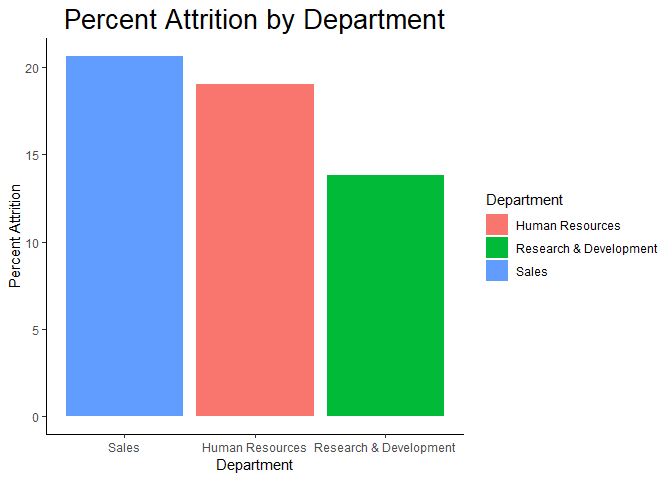 Percent Attrition by Department
Percent Attrition
20
15
10
5
0
Sales
Human Resources
Research & Development
Department
Department
Human Resources
Research & Development
Sales